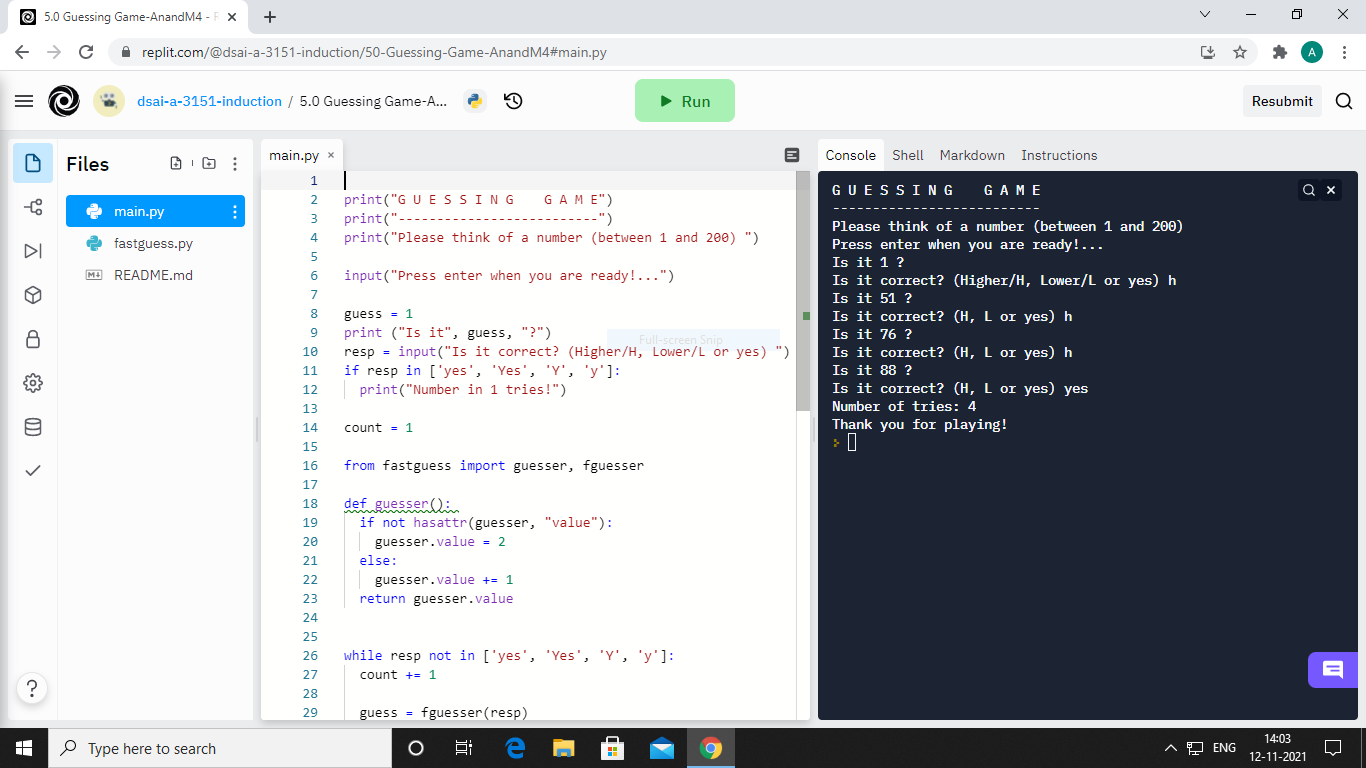 5.0 Guessing Game-AnandM4 - R
replit.com/@dsai-a-3151-induction/50-Guessing-Game-AnandM4#main.py
A
dsai-a-3151-induction / 5.0 Guessing Game-A...
Run
Resubmit
Files
main.py
fastguess.py
README.md
main.py
1
2 print("G U E S S I N G    G A M E")
3 print("--------------------------")
4 print("Please think of a number (between 1 and 200) ")
5
6 input("Press enter when you are ready!...")
7
8 guess = 1
9 print ("Is it", guess, "?")
Full-screen Snip
10 resp = input("Is it correct? (Higher/H, Lower/L or yes) ")
11 if resp in ['yes', 'Yes', 'Y', 'y']:
12   print("Number in 1 tries!")
13
14 count = 1
15
16 from fastguess import guesser, fguesser
17
18 def guesser():
19   if not hasattr(guesser, "value"):
20     guesser.value = 2
21   else:
22     guesser.value += 1
23   return guesser.value
24
25
26 while resp not in ['yes', 'Yes', 'Y', 'y']:
27   count += 1
28
29   guess = fguesser(resp)
Console Shell Markdown Instructions
G U E S S I N G    G A M E
--------------------------
Please think of a number (between 1 and 200)
Press enter when you are ready!...
Is it 1 ?
Is it correct? (Higher/H, Lower/L or yes) h
Is it 51 ?
Is it correct? (H, L or yes) h
Is it 76 ?
Is it correct? (H, L or yes) h
Is it 88 ?
Is it correct? (H, L or yes) yes
Number of tries: 4
Thank you for playing!
?
Type here to search
ENG
14:03
12-11-2021